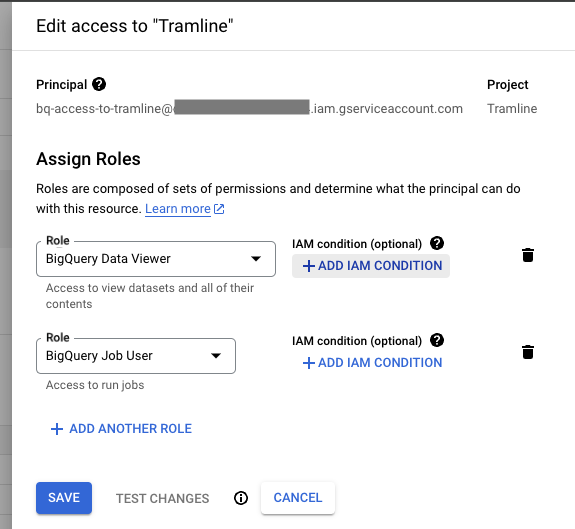 Edit access to "Tramline"
Principal ?
Project
bq-access-to-tramline@ .iam.gserviceaccount.com
Tramline
Assign Roles
Roles are composed of sets of permissions and determine what the principal can do
with this resource. Learn more
Role
BigQuery Data Viewer
IAM condition (optional) ?
+ ADD IAM CONDITION
Access to view datasets and all of their
contents
Role
BigQuery Job User
IAM condition (optional) ?
+ ADD IAM CONDITION
Access to run jobs
+ ADD ANOTHER ROLE
SAVE
TEST CHANGES
CANCEL